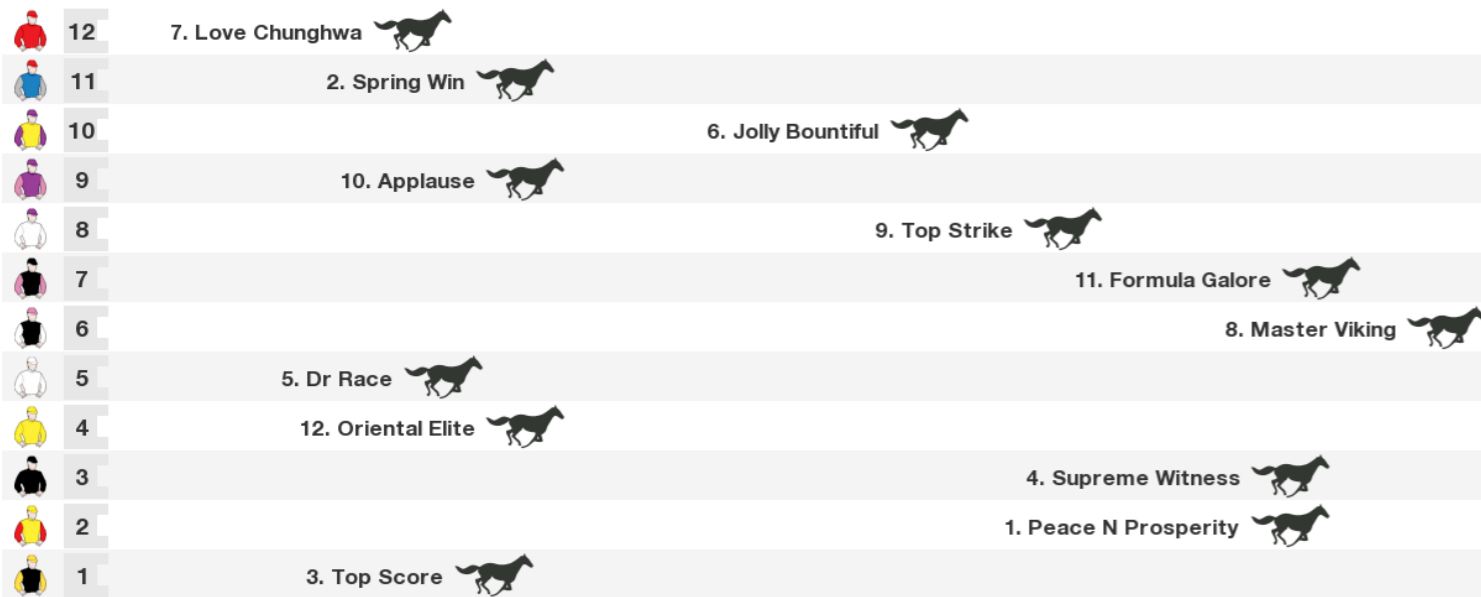 12 7. Love Chunghwa
11 2. Spring Win
10 6. Jolly Bountiful
9 10. Applause
8 9. Top Strike
7 11. Formula Galore
6 8. Master Viking
5 5. Dr Race
4 12. Oriental Elite
3 4. Supreme Witness
2 1. Peace N Prosperity
1 3. Top Score